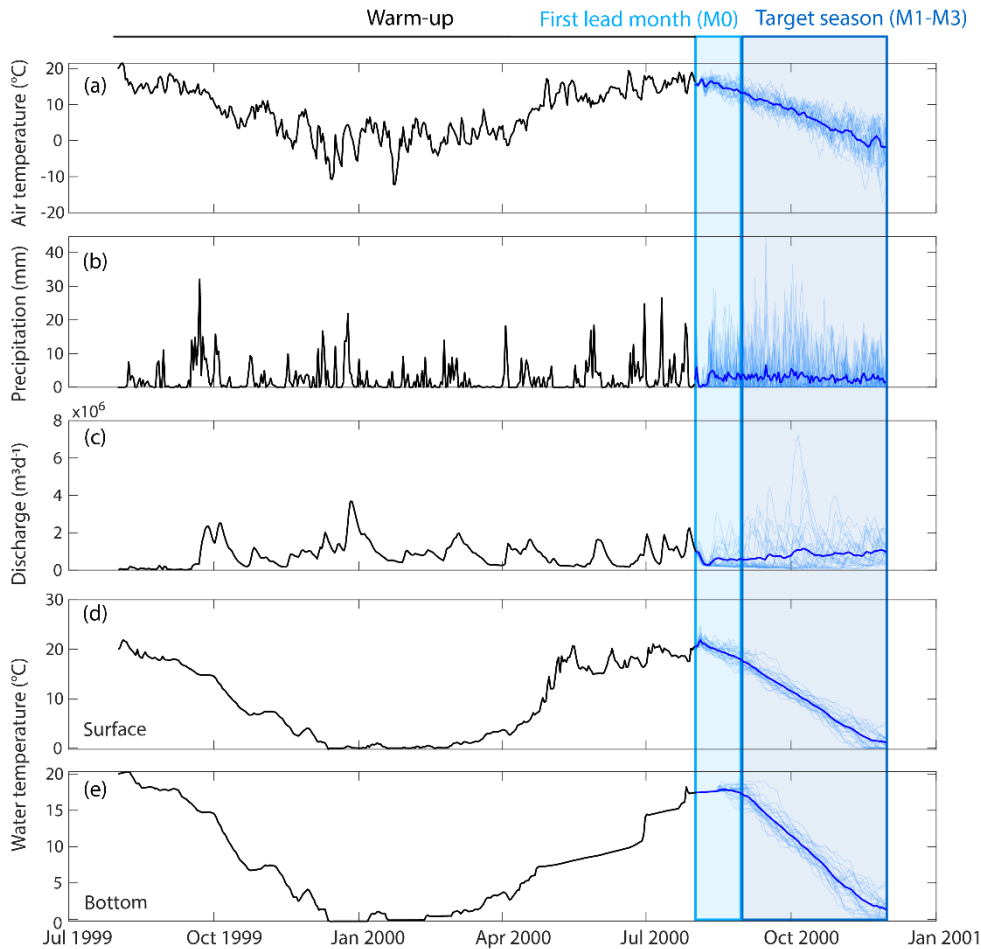 Warm-up First lead month (M0) Target season (M1-M3)
(a)
Air temperature (°C)
20
10
0
-10
-20
(b)
Precipitation (mm)
40
30
20
10
0
x10⁶
(c)
Discharge (m³d⁻¹)
8
6
4
2
0
(d)
Water temperature (°C)
30
20
10
0
Surface
(e)
20
15
10
5
0
Bottom
Jul 1999 Oct 1999 Jan 2000 Apr 2000 Jul 2000 Oct 2000 Jan 2001